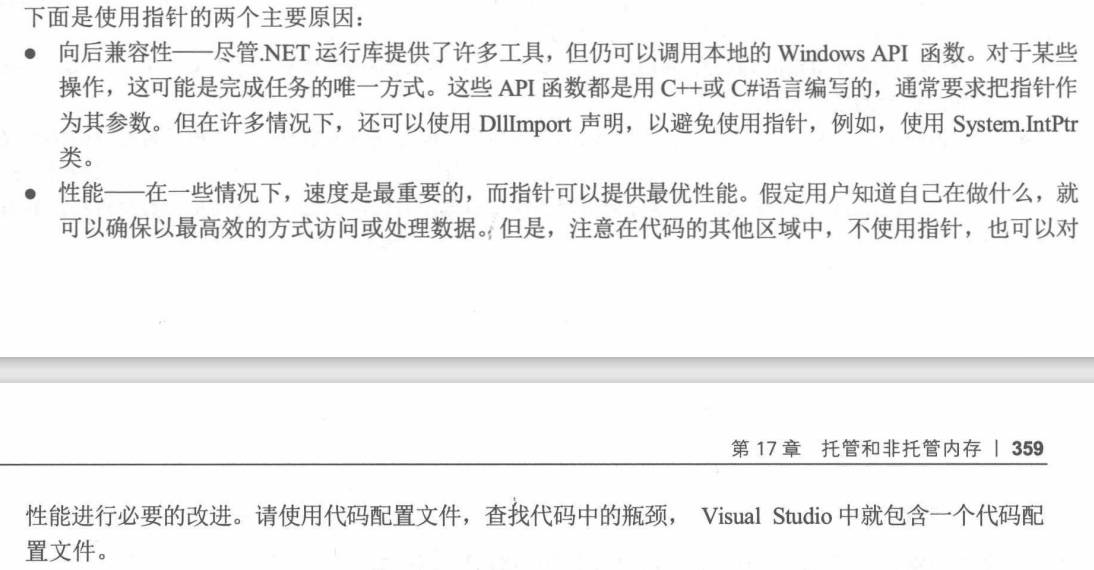 下面是使用指针的两个主要原因：
● 向后兼容性——尽管.NET 运行库提供了许多工具，但仍可以调用本地的 Windows API 函数。对于某些
操作，这可能是完成任务的唯一方式。这些 API 函数都是用 C++或 C#语言编写的，通常要求把指针作
为其参数。但在许多情况下，还可以使用 DllImport 声明，以避免使用指针，例如，使用 System.IntPtr
类。
● 性能——在一些情况下，速度是最重要的，而指针可以提供最优性能。假定用户知道自己在做什么，就
可以确保以最高效的方式访问或处理数据。但是，注意在代码的其他区域中，不使用指针，也可以对
第 17 章 托管和非托管内存 | 359
性能进行必要的改进。请使用代码配置文件，查找代码中的瓶颈， Visual Studio 中就包含一个代码配
置文件。